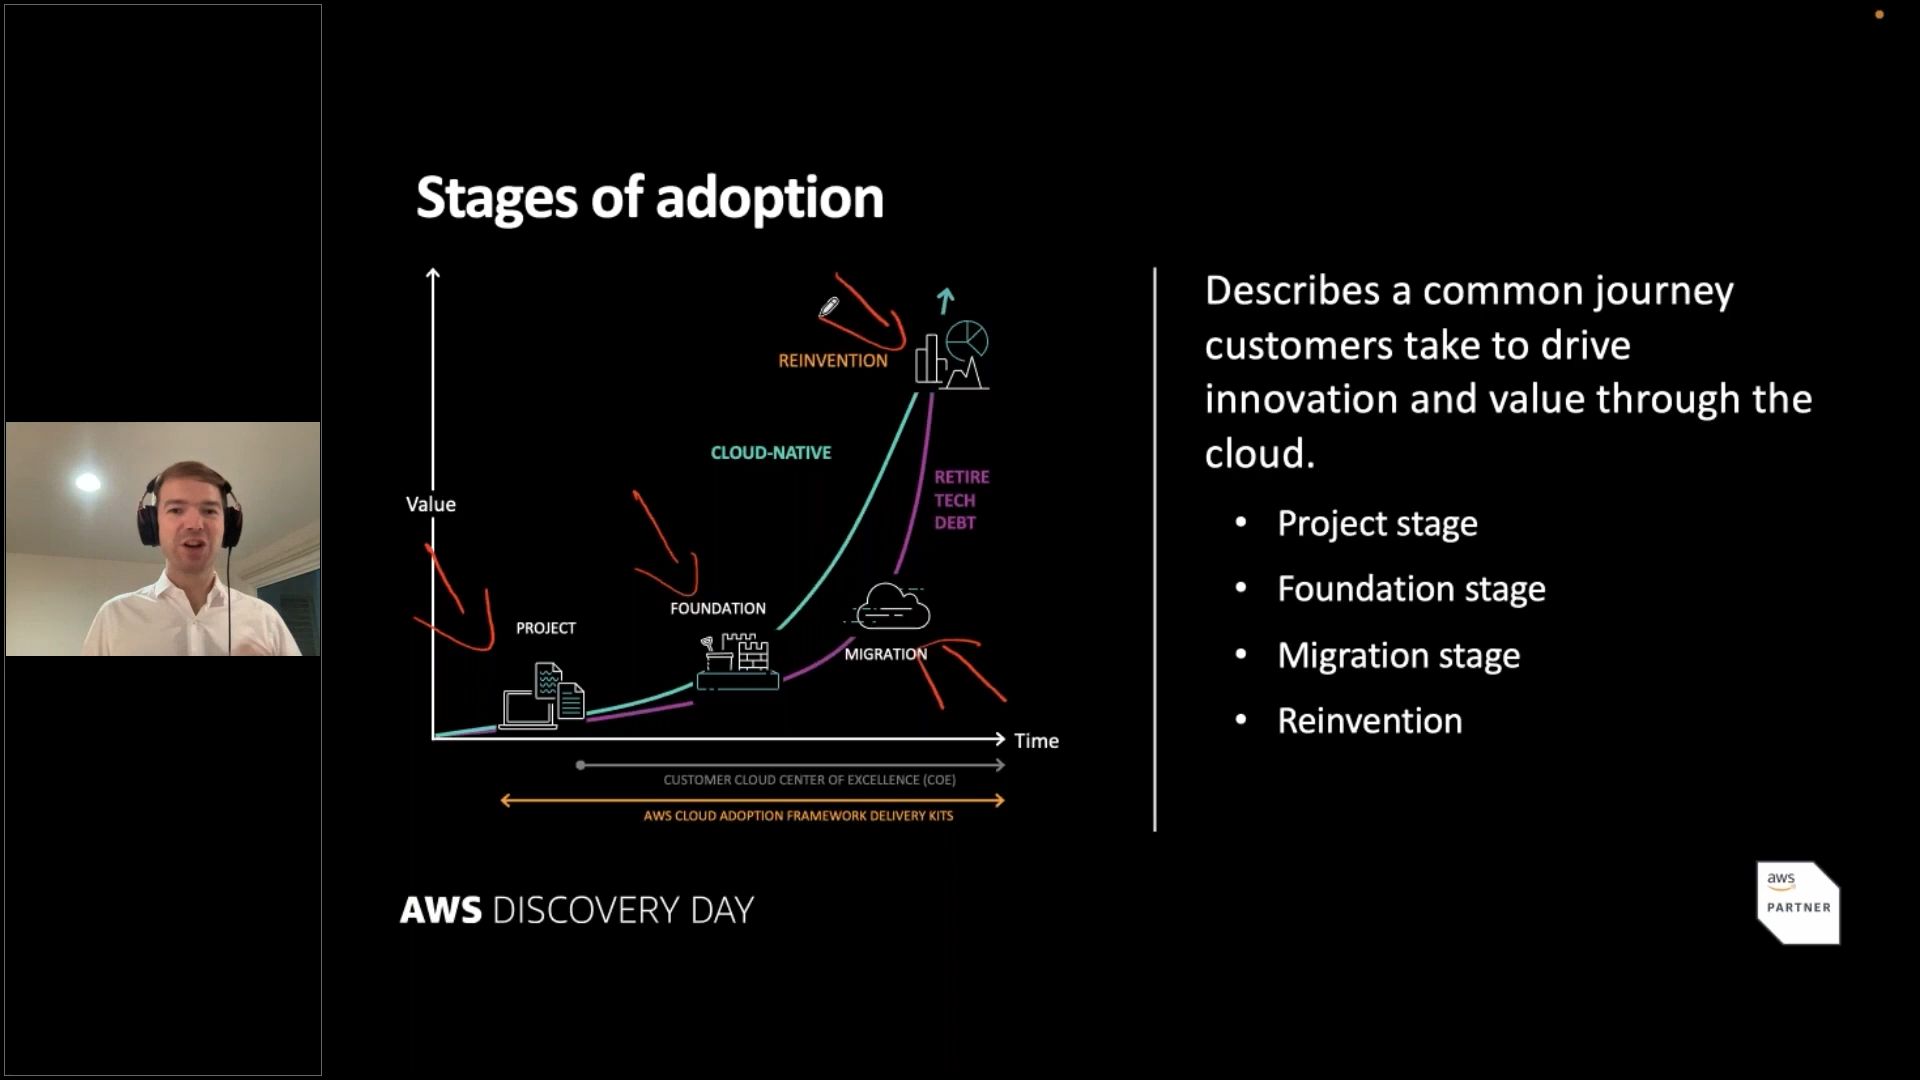 Stages of adoption
Value
REINVENTION
CLOUD-NATIVE
RETIRE
TECH
DEBT
FOUNDATION
PROJECT
MIGRATION
Time
CUSTOMER CLOUD CENTER OF EXCELLENCE (COE)
AWS CLOUD ADOPTION FRAMEWORK DELIVERY KITS
Describes a common journey
customers take to drive
innovation and value through the
cloud.
• Project stage
• Foundation stage
• Migration stage
• Reinvention
AWS DISCOVERY DAY
aws
PARTNER